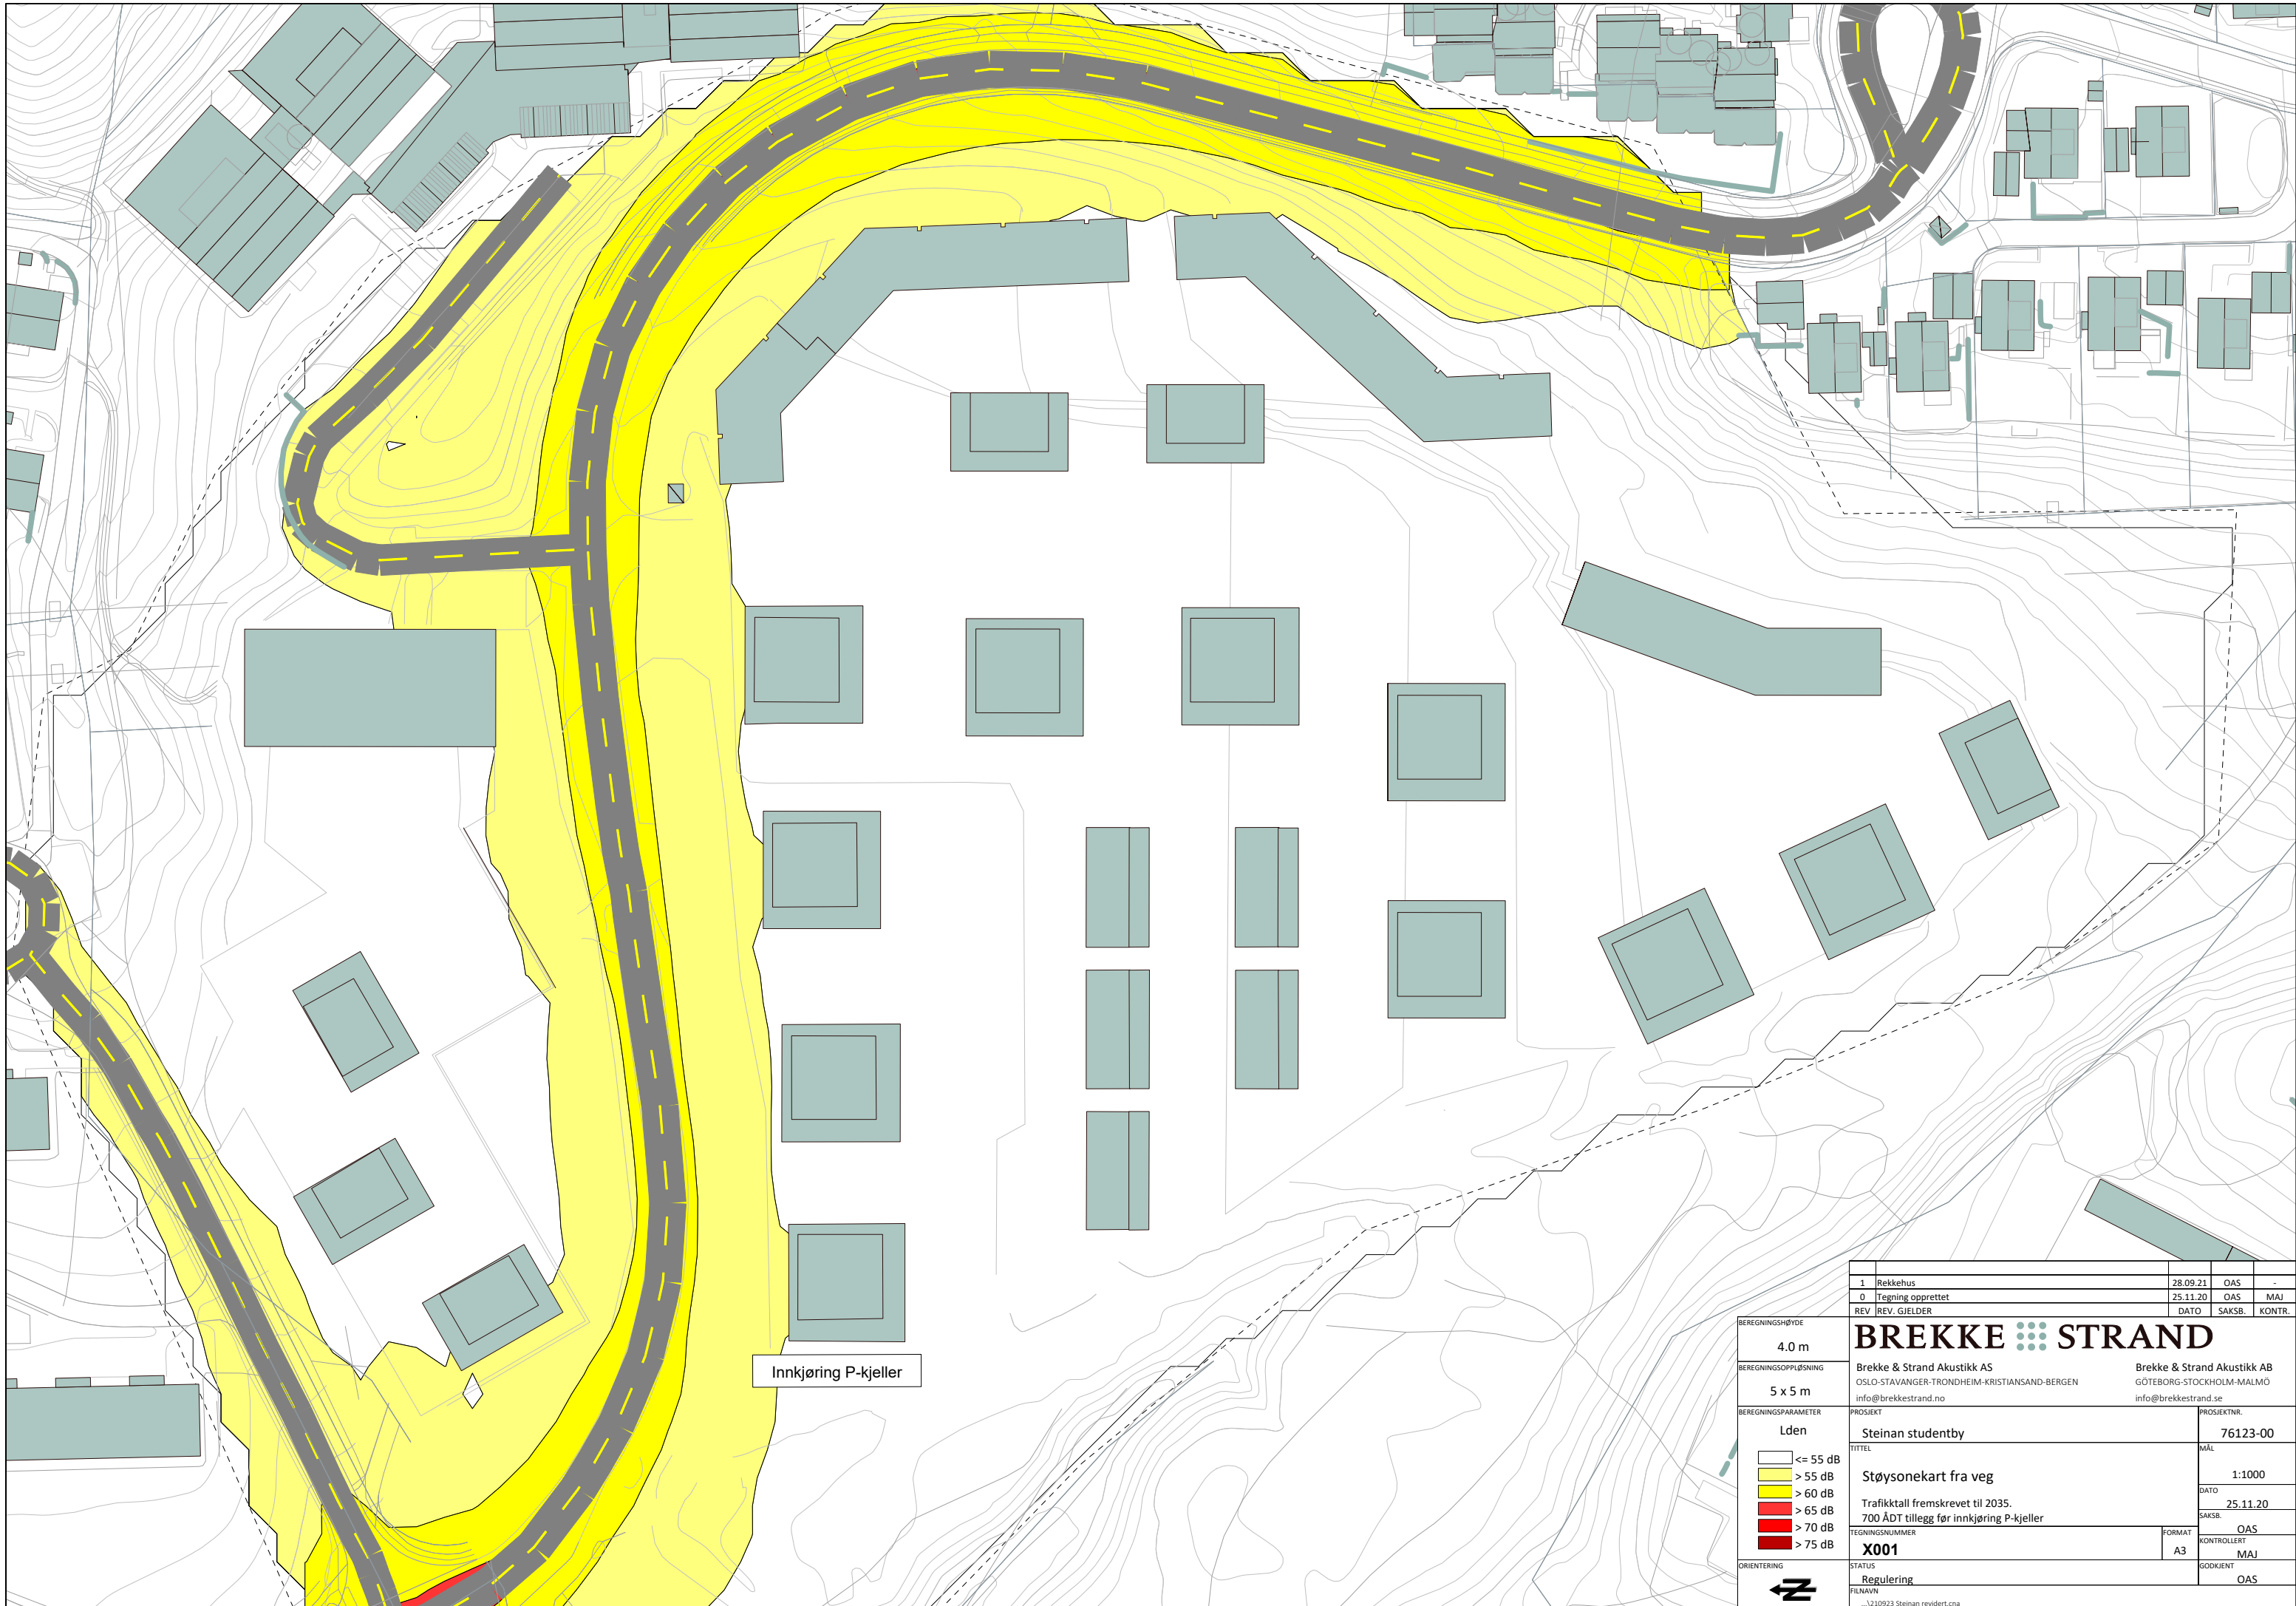 Innkjøring P-kjeller
1 Rekkehus 28.09.21 OAS -
0 Tegning opprettet 25.11.20 OAS MAJ
REV REV. GJELDER DATO SAKSB. KONTR.
BEREGNINGSHØYDE
4.0 m
BEREGNINGSOPPLØSNING
5 x 5 m
BEREGNINGSPARAMETER
Lden
<= 55 dB
> 55 dB
> 60 dB
> 65 dB
> 70 dB
> 75 dB
ORIENTERING
BREKKE STRAND
Brekke & Strand Akustikk AS
OSLO-STAVANGER-TRONDHEIM-KRISTIANSAND-BERGEN
info@brekkestrand.no
Brekke & Strand Akustikk AB
GÖTEBORG-STOCKHOLM-MALMÖ
info@brekkestrand.se
PROSJEKT
Steinan studentby
PROSJEKTNR.
76123-00
TITTEL
Støysonekart fra veg
Trafikktall fremskrevet til 2035.
700 ÅDT tillegg før innkjøring P-kjeller
MÅL
1:1000
DATO
25.11.20
SAKSB.
OAS
TEGNINGSNUMMER
X001
FORMAT
A3
KONTROLLERT
MAJ
STATUS
Regulering
GODKJENT
OAS
FILNAVN
...\210923 Steinan revidert.cna